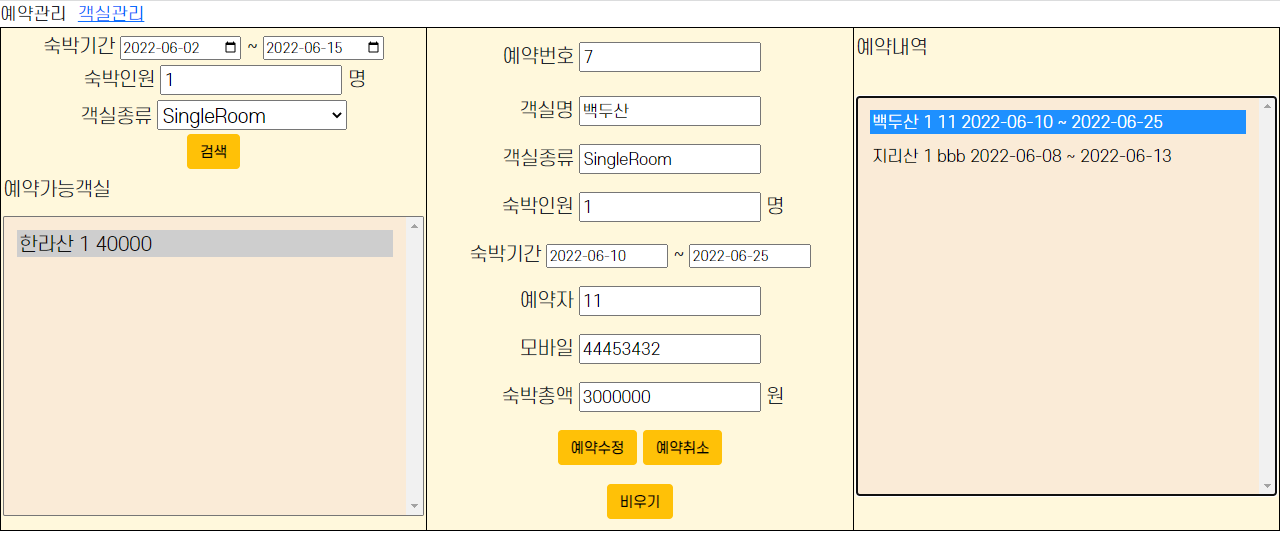 예약관리 객실관리
숙박기간 2022-06-02 ~ 2022-06-15
숙박인원 1 명
객실종류 SingleRoom
검색
예약가능객실
한라산 1 40000
예약번호 7
객실명 백두산
객실종류 SingleRoom
숙박인원 1 명
숙박기간 2022-06-10 ~ 2022-06-25
예약자 11
모바일 44453432
숙박총액 3000000 원
예약수정 예약취소
비우기
예약내역
백두산 1 11 2022-06-10 ~ 2022-06-25
지리산 1 bbb 2022-06-08 ~ 2022-06-13